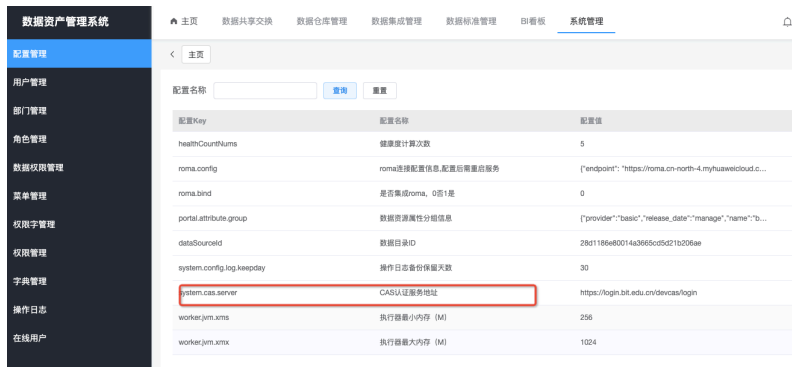 数据资产管理系统
主页 数据共享交换 数据仓库管理 数据集成管理 数据标准管理 BI看板 系统管理
配置管理
主页
用户管理
配置名称 查询 重置
部门管理
配置Key 配置名称 配置值
角色管理
healthCountNums 健康度计算次数 5
数据权限管理
roma.config roma连接配置信息,配置后需重启服务 {"endpoint": "https://roma.cn-north-4.myhuaweicloud.c...
菜单管理
roma.bind 是否集成roma，0否1是 0
权限字管理
portal.attribute.group 数据资源属性分组信息 {"provider":"basic","release_date":"manage","name":"b...
dataSourceId 数据目录ID 28d1186e80014a3665cd5d21b206ae
权限管理
system.config.log.keepday 操作日志备份保留天数 30
字典管理
system.cas.server CAS认证服务地址 https://login.bit.edu.cn/devcas/login
操作日志
worker.jvm.xms 执行器最小内存（M） 256
在线用户
worker.jvm.xmx 执行器最大内存（M） 1024